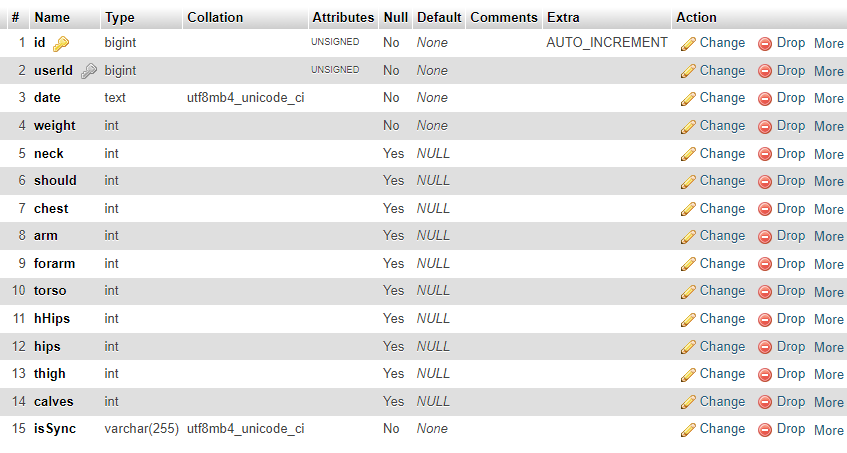 # Name Type Collation Attributes Null Default Comments Extra Action
1 id bigint UNSIGNED No None AUTO_INCREMENT Change Drop More
2 userId bigint UNSIGNED No None Change Drop More
3 date text utf8mb4_unicode_ci No None Change Drop More
4 weight int No None Change Drop More
5 neck int Yes NULL Change Drop More
6 should int Yes NULL Change Drop More
7 chest int Yes NULL Change Drop More
8 arm int Yes NULL Change Drop More
9 forarm int Yes NULL Change Drop More
10 torso int Yes NULL Change Drop More
11 hHips int Yes NULL Change Drop More
12 hips int Yes NULL Change Drop More
13 thigh int Yes NULL Change Drop More
14 calves int Yes NULL Change Drop More
15 isSync varchar(255) utf8mb4_unicode_ci No None Change Drop More